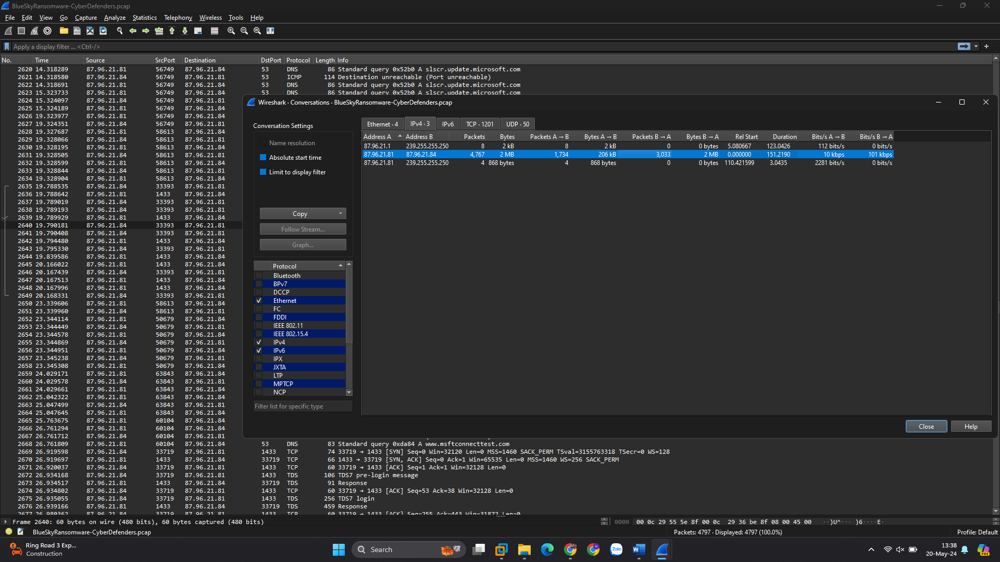 BlueSkyRansomware-CyberDefenders.pcap
File Edit View Go Capture Analyze Statistics Telephony Wireless Tools Help
Apply a display filter ... <Ctrl-/>
No. Time Source SrcPort Destination DstPort Protocol Length Info
2620 14.318289 87.96.21.81 56749 87.96.21.84 53 DNS 86 Standard query 0x52b0 A slscr.update.microsoft.com
2621 14.318580 87.96.21.84 56749 87.96.21.81 53 ICMP 114 Destination unreachable (Port unreachable)
2622 14.318691 87.96.21.81 56749 87.96.21.84 53 DNS 86 Standard query 0x52b0 A slscr.update.microsoft.com
2623 15.323733 87.96.21.81 56749 87.96.21.84 53 DNS 86 Standard query 0x52b0 A slscr.update.microsoft.com
2624 15.324097 87.96.21.84 56749 87.96.21.81
2625 15.324189 87.96.21.81 56749 87.96.21.84
2626 19.323977 87.96.21.81 56749 87.96.21.84
2627 19.324351 87.96.21.84 56749 87.96.21.81
2628 19.327687 87.96.21.81 58613 87.96.21.84
2629 19.328066 87.96.21.84 58613 87.96.21.81
2630 19.328195 87.96.21.81 58613 87.96.21.84
2631 19.328505 87.96.21.84 58613 87.96.21.81
2632 19.328599 87.96.21.81 58613 87.96.21.84
2633 19.328844 87.96.21.84 58613 87.96.21.81
2634 19.328904 87.96.21.81 58613 87.96.21.84
2635 19.788535 87.96.21.84 33393 87.96.21.81
2636 19.788642 87.96.21.81 1433 87.96.21.84
2637 19.789019 87.96.21.84 33393 87.96.21.81
2638 19.789193 87.96.21.84 33393 87.96.21.81
2639 19.789929 87.96.21.81 1433 87.96.21.84
2640 19.790181 87.96.21.84 33393 87.96.21.81
2641 19.790408 87.96.21.84 33393 87.96.21.81
2642 19.794480 87.96.21.81 1433 87.96.21.84
2643 19.795330 87.96.21.84 33393 87.96.21.81
2644 19.839586 87.96.21.81 1433 87.96.21.84
2645 20.166022 87.96.21.81 1433 87.96.21.84
2646 20.167439 87.96.21.84 33393 87.96.21.81
2647 20.167513 87.96.21.81 1433 87.96.21.84
2648 20.167996 87.96.21.81 1433 87.96.21.84
2649 20.168331 87.96.21.84 33393 87.96.21.81
2650 23.339606 87.96.21.81 58613 87.96.21.84
2651 23.339960 87.96.21.84 58613 87.96.21.81
2652 23.344114 87.96.21.81 50679 87.96.21.84
2653 23.344449 87.96.21.84 50679 87.96.21.81
2654 23.344578 87.96.21.81 50679 87.96.21.84
2655 23.344869 87.96.21.84 50679 87.96.21.81
2656 23.344951 87.96.21.81 50679 87.96.21.84
2657 23.345238 87.96.21.84 50679 87.96.21.81
2658 23.345308 87.96.21.81 50679 87.96.21.84
2659 24.029171 87.96.21.81 63843 87.96.21.84
2660 24.029578 87.96.21.84 63843 87.96.21.81
2661 24.029661 87.96.21.81 63843 87.96.21.84
2662 25.042322 87.96.21.81 63843 87.96.21.84
2663 25.047499 87.96.21.84 63843 87.96.21.81
2664 25.047645 87.96.21.81 63843 87.96.21.84
2665 25.763675 87.96.21.81 60104 87.96.21.84
2666 26.761294 87.96.21.81 60104 87.96.21.84
2667 26.761712 87.96.21.84 60104 87.96.21.81
2668 26.761809 87.96.21.81 60104 87.96.21.84 53 DNS 83 Standard query 0xda84 A www.msftconnecttest.com
2669 26.919598 87.96.21.84 33719 87.96.21.81 1433 TCP 74 33719 → 1433 [SYN] Seq=0 Win=32120 Len=0 MSS=1460 SACK_PERM TSval=3155763318 TSecr=0 WS=128
2670 26.919697 87.96.21.81 1433 87.96.21.84 33719 TCP 66 1433 → 33719 [SYN, ACK] Seq=0 Ack=1 Win=65535 Len=0 MSS=1460 WS=256 SACK_PERM
2671 26.920037 87.96.21.84 33719 87.96.21.81 1433 TCP 60 33719 → 1433 [ACK] Seq=1 Ack=1 Win=32128 Len=0
2672 26.934168 87.96.21.84 33719 87.96.21.81 1433 TDS 106 TDS7 pre-login message
2673 26.934517 87.96.21.81 1433 87.96.21.84 33719 TDS 91 Response
2674 26.934802 87.96.21.84 33719 87.96.21.81 1433 TCP 60 33719 → 1433 [ACK] Seq=53 Ack=38 Win=32128 Len=0
2675 26.935055 87.96.21.84 33719 87.96.21.81 1433 TDS 256 TDS7 login
2676 26.939166 87.96.21.81 1433 87.96.21.84 33719 TDS 459 Response
2677 26.980362 87.96.21.84 33719 87.96.21.81 1433 TCP 60 33719 → 1433 [ACK] Seq=255 Ack=443 Win=31872 Len=0
Wireshark · Conversations · BlueSkyRansomware-CyberDefenders.pcap
Conversation Settings
Name resolution
Absolute start time
Limit to display filter
Copy
Follow Stream...
Graph...
Protocol
Bluetooth
BPv7
DCCP
Ethernet
FC
FDDI
IEEE 802.11
IEEE 802.15.4
IPv4
IPv6
IPX
JXTA
LTP
MPTCP
NCP
Filter list for specific type
Ethernet · 4 IPv4 · 3 IPv6 TCP · 1201 UDP · 50
Address A Address B Packets Bytes Packets A → B Bytes A → B Packets B → A Bytes B → A Rel Start Duration Bits/s A → B Bits/s B → A
87.96.21.1 239.255.255.250 8 2 kB 8 2 kB 0 0 bytes 5.080667 123.0426 112 bits/s 0 bits/s
87.96.21.81 87.96.21.84 4,767 2 MB 1,734 206 kB 3,033 2 MB 0.000000 151.2190 10 kbps 101 kbps
87.96.21.81 239.255.255.250 4 868 bytes 4 868 bytes 0 0 bytes 110.421599 3.0435 2281 bits/s 0 bits/s
Close Help
Frame 2640: 60 bytes on wire (480 bits), 60 bytes captured (480 bits)
0000 00 0c 29 55 5e 8f 00 0c 29 36 be 8f 08 00 45 00 ··)U^··· )6····E·
BlueSkyRansomware-CyberDefenders.pcap
Packets: 4797 · Displayed: 4797 (100.0%)
Profile: Default
Ring Road 3 Exp...
Construction
Search
Zalo
13:38
20-May-24
PRE